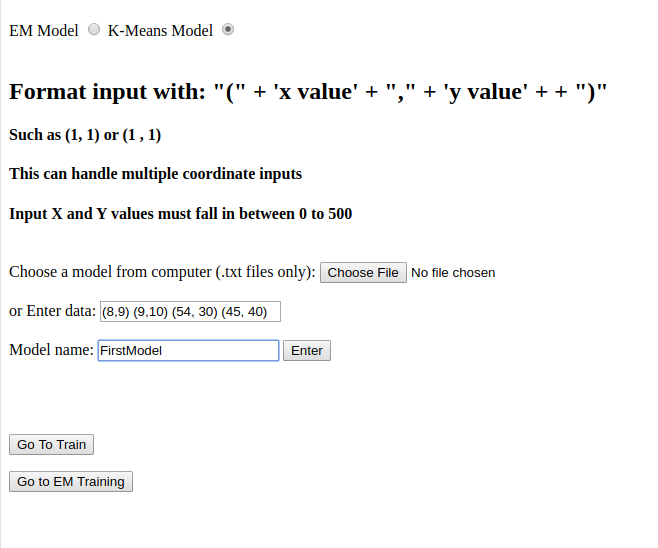 EM Model K-Means Model
Format input with: "(" + 'x value' + "," + 'y value' + + ")"
Such as (1, 1) or (1 , 1)
This can handle multiple coordinate inputs
Input X and Y values must fall in between 0 to 500
Choose a model from computer (.txt files only): Choose File No file chosen
or Enter data: (8,9) (9,10) (54, 30) (45, 40)
Model name: FirstModel Enter
Go To Train
Go to EM Training